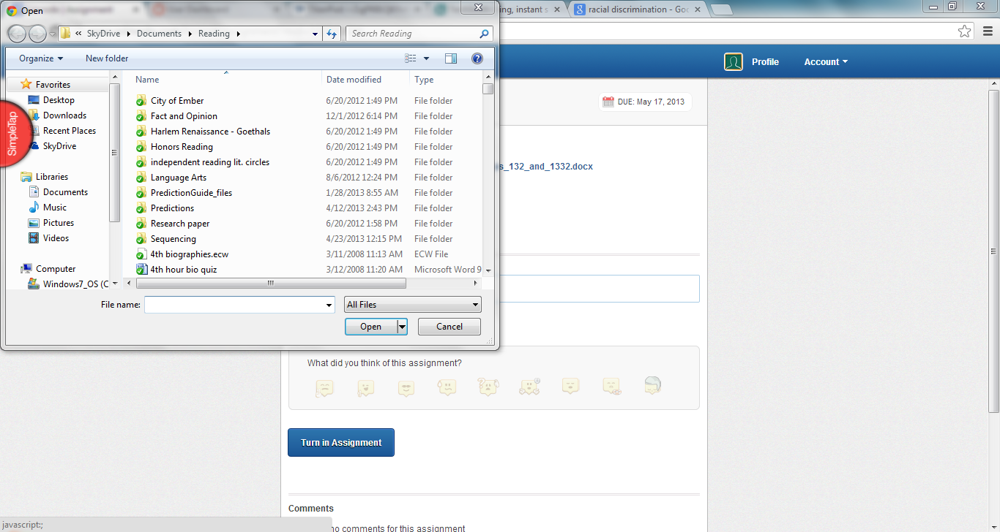 Open
ing, instant s
racial discrimination - Goo
« SkyDrive Documents Reading
Search Reading
Organize New folder
Profile Account
Name Date modified Type
Favorites
Desktop
Downloads
Recent Places
SkyDrive
Libraries
Documents
Music
Pictures
Videos
Computer
Windows7_OS (C
SimpleTap
City of Ember 6/20/2012 1:49 PM File folder
Fact and Opinion 12/1/2012 6:14 PM File folder
Harlem Renaissance - Goethals 6/20/2012 1:49 PM File folder
Honors Reading 6/20/2012 1:49 PM File folder
independent reading lit. circles 6/20/2012 1:49 PM File folder
Language Arts 8/6/2012 12:24 PM File folder
PredictionGuide_files 1/28/2013 8:55 AM File folder
Predictions 4/12/2013 2:43 PM File folder
Research paper 6/20/2012 1:58 PM File folder
Sequencing 4/23/2013 12:15 PM File folder
4th biographies.ecw 3/11/2008 11:13 AM ECW File
4th hour bio quiz 3/12/2008 11:20 AM Microsoft Word 9
File name: All Files
Open Cancel
DUE: May 17, 2013
s_132_and_1332.docx
What did you think of this assignment?
Turn in Assignment
Comments
no comments for this assignment
javascript:;